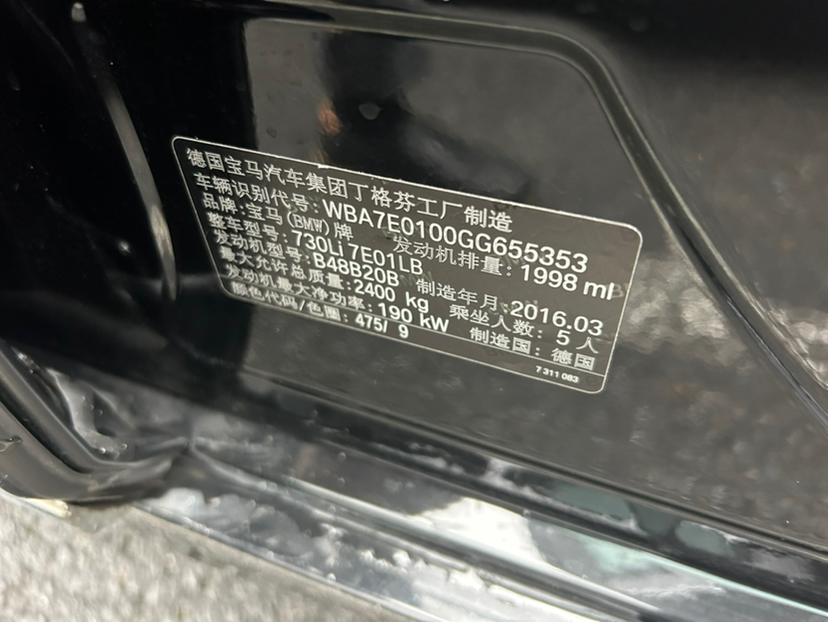 德国宝马汽车集团丁格芬工厂制造
车辆识别代号: WBA7E0100GG655353
品牌: 宝马(BMW)牌 发动机排量: 1998 ml
整车型号: 730Li 7E01LB
发动机型号: B48B20B 制造年月: 2016.03
最大允许总质量: 2400 kg 乘坐人数: 5 人
发动机最大净功率: 190 kW 制造国: 德国
颜色代码/色圈: 475/ 9
7 311 083